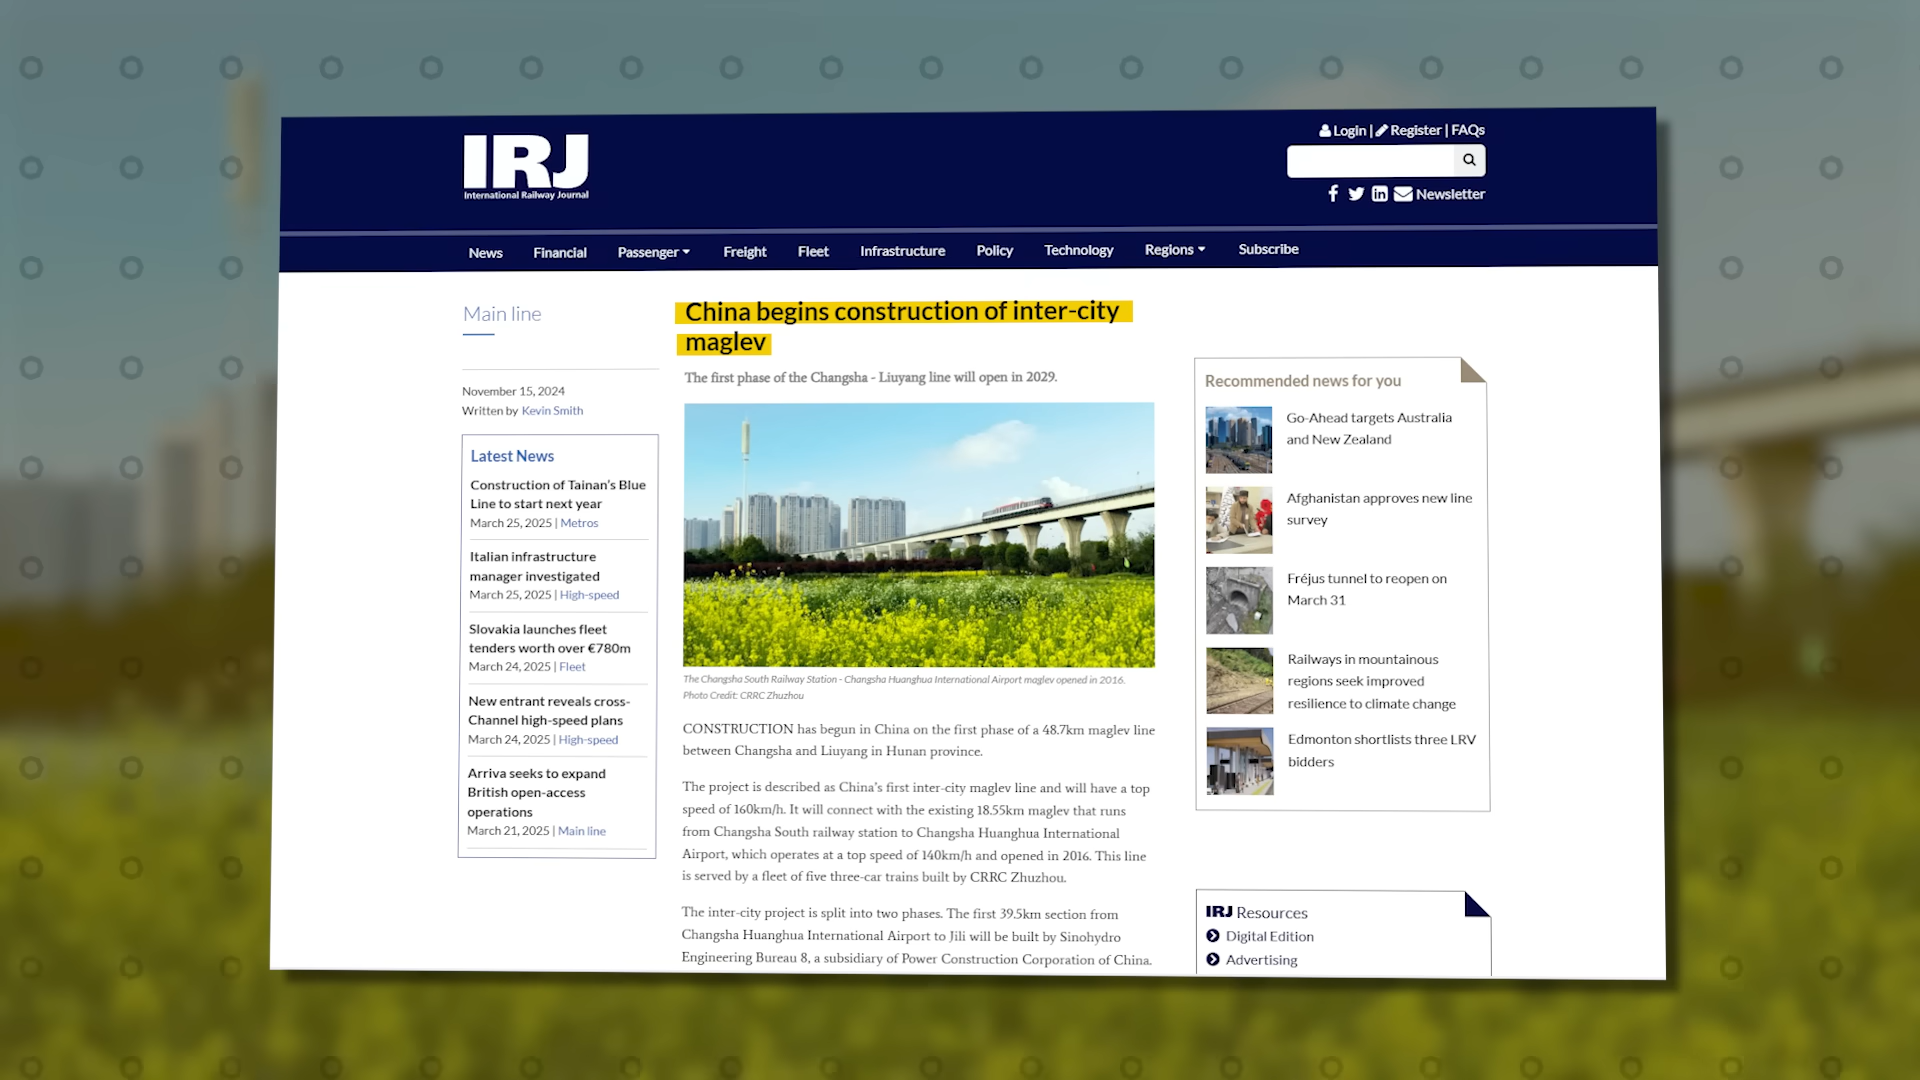 IRJ
International Railway Journal
Login | Register | FAQs
Newsletter
News Financial Passenger Freight Fleet Infrastructure Policy Technology Regions Subscribe
Main line
November 15, 2024
Written by Kevin Smith
Latest News
Construction of Tainan's Blue
Line to start next year
March 25, 2025 | Metros
Italian infrastructure
manager investigated
March 25, 2025 | High-speed
Slovakia launches fleet
tenders worth over €780m
March 24, 2025 | Fleet
New entrant reveals cross-
Channel high-speed plans
March 24, 2025 | High-speed
Arriva seeks to expand
British open-access
operations
March 21, 2025 | Main line
China begins construction of inter-city
maglev
The first phase of the Changsha - Liuyang line will open in 2029.
The Changsha South Railway Station - Changsha Huanghua International Airport maglev opened in 2016.
Photo Credit: CRRC Zhuzhou
CONSTRUCTION has begun in China on the first phase of a 48.7km maglev line
between Changsha and Liuyang in Hunan province.
The project is described as China's first inter-city maglev line and will have a top
speed of 160km/h. It will connect with the existing 18.55km maglev that runs
from Changsha South railway station to Changsha Huanghua International
Airport, which operates at a top speed of 140km/h and opened in 2016. This line
is served by a fleet of five three-car trains built by CRRC Zhuzhou.
The inter-city project is split into two phases. The first 39.5km section from
Changsha Huanghua International Airport to Jili will be built by Sinohydro
Engineering Bureau 8, a subsidiary of Power Construction Corporation of China.
Recommended news for you
Go-Ahead targets Australia
and New Zealand
Afghanistan approves new line
survey
Fréjus tunnel to reopen on
March 31
Railways in mountainous
regions seek improved
resilience to climate change
Edmonton shortlists three LRV
bidders
IRJ Resources
Digital Edition
Advertising